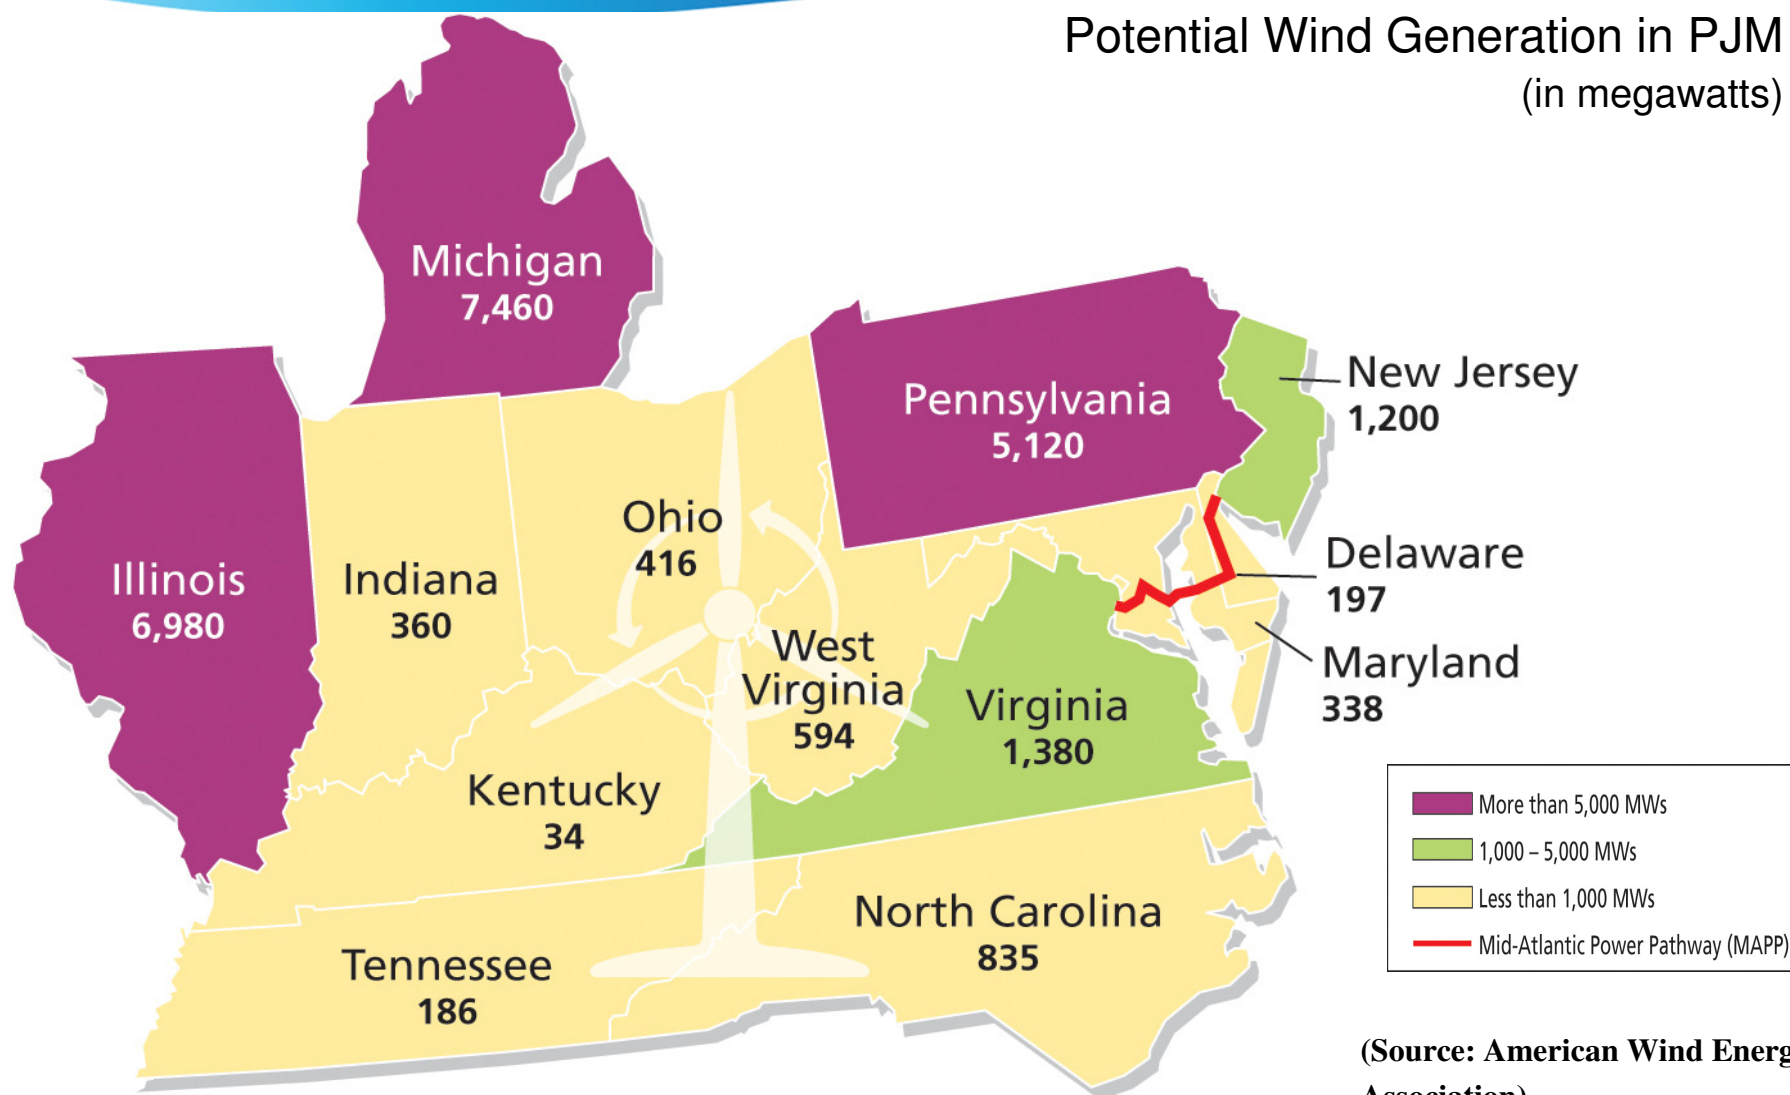 Potential Wind Generation in PJM
(in megawatts)
Michigan
7,460
Pennsylvania
5,120
New Jersey
1,200
Ohio
416
Illinois
6,980
Indiana
360
Delaware
197
West
Virginia
594
Maryland
338
Virginia
1,380
Kentucky
34
More than 5,000 MWs
1,000 – 5,000 MWs
Less than 1,000 MWs
Mid-Atlantic Power Pathway (MAPP)
North Carolina
835
Tennessee
186
(Source: American Wind Energ
Association)